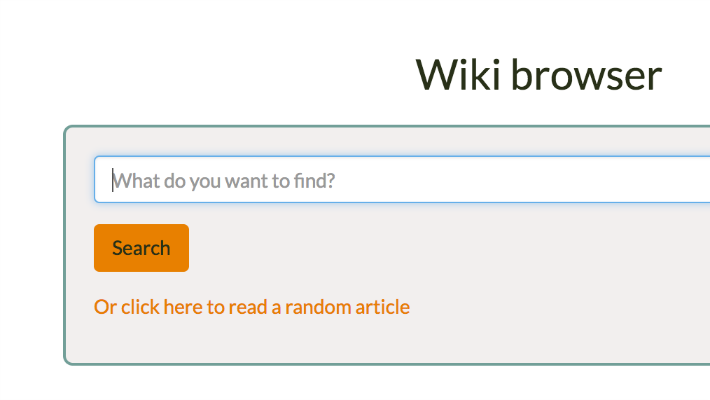 Wiki browser
What do you want to find?
Search
Or click here to read a random article